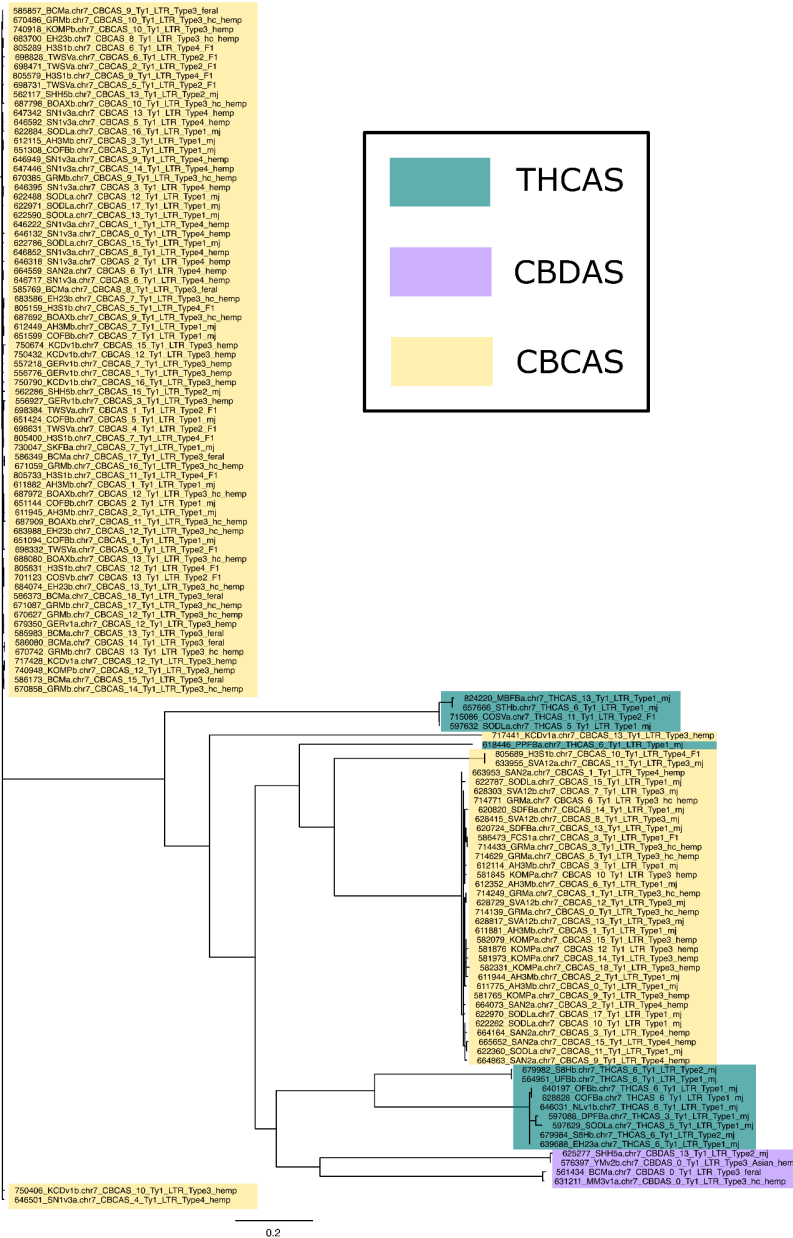 585857_BCMa.chr7_CBCAS_9_Ty1_LTR_Type3_feral
670486_GRMb.chr7_CBCAS_10_Ty1_LTR_Type3_hc_hemp
740918_KOMPb.chr7_CBCAS_10_Ty1_LTR_Type3_hemp
683700_EH23b.chr7_CBCAS_8_Ty1_LTR_Type3_hc_hemp
805289_H3S1b.chr7_CBCAS_6_Ty1_LTR_Type4_F1
698828_TWSVa.chr7_CBCAS_6_Ty1_LTR_Type2_F1
698471_TWSVa.chr7_CBCAS_2_Ty1_LTR_Type2_F1
805579_H3S1b.chr7_CBCAS_9_Ty1_LTR_Type4_F1
698731_TWSVa.chr7_CBCAS_5_Ty1_LTR_Type2_F1
562117_SHH5b.chr7_CBCAS_13_Ty1_LTR_Type2_mj
687798_BOAXb.chr7_CBCAS_10_Ty1_LTR_Type3_hc_hemp
647342_SN1v3a.chr7_CBCAS_13_Ty1_LTR_Type4_hemp
646592_SN1v3a.chr7_CBCAS_5_Ty1_LTR_Type4_hemp
622884_SODLa.chr7_CBCAS_16_Ty1_LTR_Type1_mj
612115_AH3Mb.chr7_CBCAS_3_Ty1_LTR_Type1_mj
651308_COFBb.chr7_CBCAS_3_Ty1_LTR_Type1_mj
646949_SN1v3a.chr7_CBCAS_9_Ty1_LTR_Type4_hemp
647446_SN1v3a.chr7_CBCAS_14_Ty1_LTR_Type4_hemp
670385_GRMb.chr7_CBCAS_9_Ty1_LTR_Type3_hc_hemp
646395_SN1v3a.chr7_CBCAS_3_Ty1_LTR_Type4_hemp
622488_SODLa.chr7_CBCAS_12_Ty1_LTR_Type1_mj
622971_SODLa.chr7_CBCAS_17_Ty1_LTR_Type1_mj
622590_SODLa.chr7_CBCAS_13_Ty1_LTR_Type1_mj
646222_SN1v3a.chr7_CBCAS_1_Ty1_LTR_Type4_hemp
646132_SN1v3a.chr7_CBCAS_0_Ty1_LTR_Type4_hemp
622786_SODLa.chr7_CBCAS_15_Ty1_LTR_Type1_mj
646852_SN1v3a.chr7_CBCAS_8_Ty1_LTR_Type4_hemp
646318_SN1v3a.chr7_CBCAS_2_Ty1_LTR_Type4_hemp
664559_SAN2a.chr7_CBCAS_6_Ty1_LTR_Type4_hemp
646717_SN1v3a.chr7_CBCAS_6_Ty1_LTR_Type4_hemp
585769_BCMa.chr7_CBCAS_8_Ty1_LTR_Type3_feral
683586_EH23b.chr7_CBCAS_7_Ty1_LTR_Type3_hc_hemp
805159_H3S1b.chr7_CBCAS_5_Ty1_LTR_Type4_F1
687692_BOAXb.chr7_CBCAS_9_Ty1_LTR_Type3_hc_hemp
612449_AH3Mb.chr7_CBCAS_7_Ty1_LTR_Type1_mj
651599_COFBb.chr7_CBCAS_7_Ty1_LTR_Type1_mj
750674_KCDv1b.chr7_CBCAS_15_Ty1_LTR_Type3_hemp
750432_KCDv1b.chr7_CBCAS_12_Ty1_LTR_Type3_hemp
557218_GERv1b.chr7_CBCAS_7_Ty1_LTR_Type3_hemp
556776_GERv1b.chr7_CBCAS_1_Ty1_LTR_Type3_hemp
750790_KCDv1b.chr7_CBCAS_16_Ty1_LTR_Type3_hemp
562286_SHH5b.chr7_CBCAS_15_Ty1_LTR_Type2_mj
556927_GERv1b.chr7_CBCAS_3_Ty1_LTR_Type3_hemp
698384_TWSVa.chr7_CBCAS_1_Ty1_LTR_Type2_F1
651424_COFBb.chr7_CBCAS_5_Ty1_LTR_Type1_mj
698631_TWSVa.chr7_CBCAS_4_Ty1_LTR_Type2_F1
805400_H3S1b.chr7_CBCAS_7_Ty1_LTR_Type4_F1
730047_SKFBa.chr7_CBCAS_7_Ty1_LTR_Type1_mj
586349_BCMa.chr7_CBCAS_17_Ty1_LTR_Type3_feral
671059_GRMb.chr7_CBCAS_16_Ty1_LTR_Type3_hc_hemp
805733_H3S1b.chr7_CBCAS_11_Ty1_LTR_Type4_F1
611882_AH3Mb.chr7_CBCAS_1_Ty1_LTR_Type1_mj
687972_BOAXb.chr7_CBCAS_12_Ty1_LTR_Type3_hc_hemp
651144_COFBb.chr7_CBCAS_2_Ty1_LTR_Type1_mj
611945_AH3Mb.chr7_CBCAS_2_Ty1_LTR_Type1_mj
687909_BOAXb.chr7_CBCAS_11_Ty1_LTR_Type3_hc_hemp
683988_EH23b.chr7_CBCAS_12_Ty1_LTR_Type3_hc_hemp
651094_COFBb.chr7_CBCAS_1_Ty1_LTR_Type1_mj
698332_TWSVa.chr7_CBCAS_0_Ty1_LTR_Type2_F1
688080_BOAXb.chr7_CBCAS_13_Ty1_LTR_Type3_hc_hemp
805831_H3S1b.chr7_CBCAS_12_Ty1_LTR_Type4_F1
701123_COSVb.chr7_CBCAS_13_Ty1_LTR_Type2_F1
684074_EH23b.chr7_CBCAS_13_Ty1_LTR_Type3_hc_hemp
586373_BCMa.chr7_CBCAS_18_Ty1_LTR_Type3_feral
671087_GRMb.chr7_CBCAS_17_Ty1_LTR_Type3_hc_hemp
670627_GRMb.chr7_CBCAS_12_Ty1_LTR_Type3_hc_hemp
679350_GERv1a.chr7_CBCAS_12_Ty1_LTR_Type3_hemp
585983_BCMa.chr7_CBCAS_13_Ty1_LTR_Type3_feral
586080_BCMa.chr7_CBCAS_14_Ty1_LTR_Type3_feral
670742_GRMb.chr7_CBCAS_13_Ty1_LTR_Type3_hc_hemp
717428_KCDv1a.chr7_CBCAS_12_Ty1_LTR_Type3_hemp
740948_KOMPb.chr7_CBCAS_12_Ty1_LTR_Type3_hemp
586173_BCMa.chr7_CBCAS_15_Ty1_LTR_Type3_feral
670858_GRMb.chr7_CBCAS_14_Ty1_LTR_Type3_hc_hemp
THCAS
CBDAS
CBCAS
824220_MBFBa.chr7_THCAS_13_Ty1_LTR_Type1_mj
657666_STHb.chr7_THCAS_6_Ty1_LTR_Type1_mj
715086_COSVa.chr7_THCAS_11_Ty1_LTR_Type2_F1
597632_SODLa.chr7_THCAS_5_Ty1_LTR_Type1_mj
717441_KCDv1a.chr7_CBCAS_13_Ty1_LTR_Type3_hemp
618446_PPFBa.chr7_THCAS_6_Ty1_LTR_Type1_mj
805689_H3S1b.chr7_CBCAS_10_Ty1_LTR_Type4_F1
633955_SVA12a.chr7_CBCAS_11_Ty1_LTR_Type3_mj
663953_SAN2a.chr7_CBCAS_1_Ty1_LTR_Type4_hemp
622787_SODLa.chr7_CBCAS_15_Ty1_LTR_Type1_mj
628303_SVA12b.chr7_CBCAS_7_Ty1_LTR_Type3_mj
714771_GRMa.chr7_CBCAS_6_Ty1_LTR_Type3_hc_hemp
620820_SDFBa.chr7_CBCAS_14_Ty1_LTR_Type1_mj
628415_SVA12b.chr7_CBCAS_8_Ty1_LTR_Type3_mj
620724_SDFBa.chr7_CBCAS_13_Ty1_LTR_Type1_mj
586473_FCS1a.chr7_CBCAS_3_Ty1_LTR_Type1_F1
714433_GRMa.chr7_CBCAS_3_Ty1_LTR_Type3_hc_hemp
714629_GRMa.chr7_CBCAS_5_Ty1_LTR_Type3_hc_hemp
612114_AH3Mb.chr7_CBCAS_3_Ty1_LTR_Type1_mj
581845_KOMPa.chr7_CBCAS_10_Ty1_LTR_Type3_hemp
612352_AH3Mb.chr7_CBCAS_6_Ty1_LTR_Type1_mj
714249_GRMa.chr7_CBCAS_1_Ty1_LTR_Type3_hc_hemp
628729_SVA12b.chr7_CBCAS_12_Ty1_LTR_Type3_mj
714139_GRMa.chr7_CBCAS_0_Ty1_LTR_Type3_hc_hemp
628817_SVA12b.chr7_CBCAS_13_Ty1_LTR_Type3_mj
611881_AH3Mb.chr7_CBCAS_1_Ty1_LTR_Type1_mj
582079_KOMPa.chr7_CBCAS_15_Ty1_LTR_Type3_hemp
581876_KOMPa.chr7_CBCAS_12_Ty1_LTR_Type3_hemp
581973_KOMPa.chr7_CBCAS_14_Ty1_LTR_Type3_hemp
582331_KOMPa.chr7_CBCAS_18_Ty1_LTR_Type3_hemp
611944_AH3Mb.chr7_CBCAS_2_Ty1_LTR_Type1_mj
611775_AH3Mb.chr7_CBCAS_0_Ty1_LTR_Type1_mj
581765_KOMPa.chr7_CBCAS_9_Ty1_LTR_Type3_hemp
664073_SAN2a.chr7_CBCAS_2_Ty1_LTR_Type4_hemp
622970_SODLa.chr7_CBCAS_17_Ty1_LTR_Type1_mj
622262_SODLa.chr7_CBCAS_10_Ty1_LTR_Type1_mj
664164_SAN2a.chr7_CBCAS_3_Ty1_LTR_Type4_hemp
665652_SAN2a.chr7_CBCAS_15_Ty1_LTR_Type4_hemp
622360_SODLa.chr7_CBCAS_11_Ty1_LTR_Type1_mj
664863_SAN2a.chr7_CBCAS_9_Ty1_LTR_Type4_hemp
679982_S8Hb.chr7_THCAS_6_Ty1_LTR_Type2_mj
564951_UFBb.chr7_THCAS_6_Ty1_LTR_Type1_mj
640197_OFBb.chr7_THCAS_6_Ty1_LTR_Type1_mj
628828_COFBa.chr7_THCAS_6_Ty1_LTR_Type1_mj
646031_NLv1b.chr7_THCAS_6_Ty1_LTR_Type1_mj
597088_DPFBa.chr7_THCAS_3_Ty1_LTR_Type1_mj
597629_SODLa.chr7_THCAS_5_Ty1_LTR_Type1_mj
679984_S8Hb.chr7_THCAS_6_Ty1_LTR_Type2_mj
639688_EH23a.chr7_THCAS_6_Ty1_LTR_Type1_mj
625277_SHH5a.chr7_CBDAS_13_Ty1_LTR_Type2_mj
576397_YMv2b.chr7_CBDAS_0_Ty1_LTR_Type3_Asian_hemp
561434_BCMa.chr7_CBDAS_0_Ty1_LTR_Type3_feral
631211_MM3v1a.chr7_CBDAS_0_Ty1_LTR_Type3_hc_hemp
750406_KCDv1b.chr7_CBCAS_10_Ty1_LTR_Type3_hemp
646501_SN1v3a.chr7_CBCAS_4_Ty1_LTR_Type4_hemp
0.2